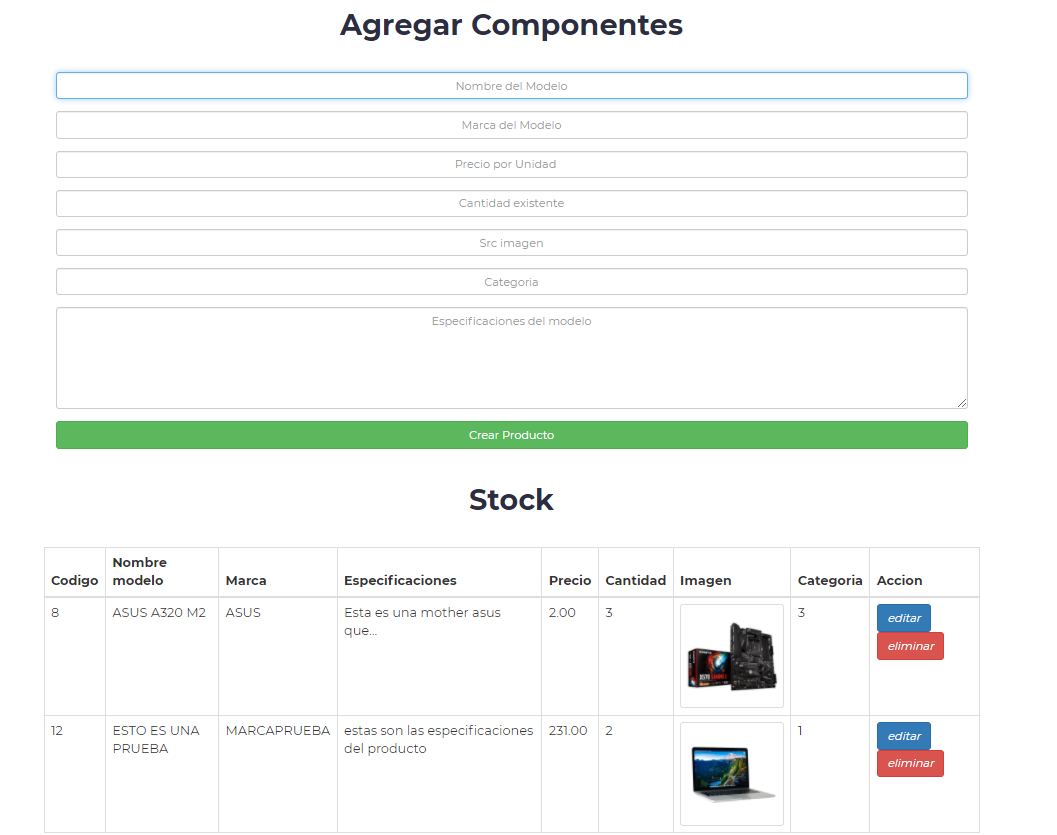 Agregar Componentes
Nombre del Modelo
Marca del Modelo
Precio por Unidad
Cantidad existente
Src imagen
Categoria
Especificaciones del modelo
Crear Producto
Stock
Codigo Nombre modelo Marca Especificaciones Precio Cantidad Imagen Categoria Accion
8 ASUS A320 M2 ASUS Esta es una mother asus que... 2.00 3 3 editar
eliminar
12 ESTO ES UNA PRUEBA MARCAPRUEBA estas son las especificaciones del producto 231.00 2 1 editar
eliminar